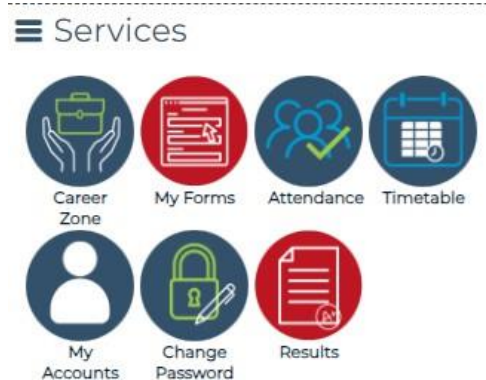 Services
Career
Zone
My Forms
Attendance
Timetable
My
Accounts
Change
Password
A+
Results